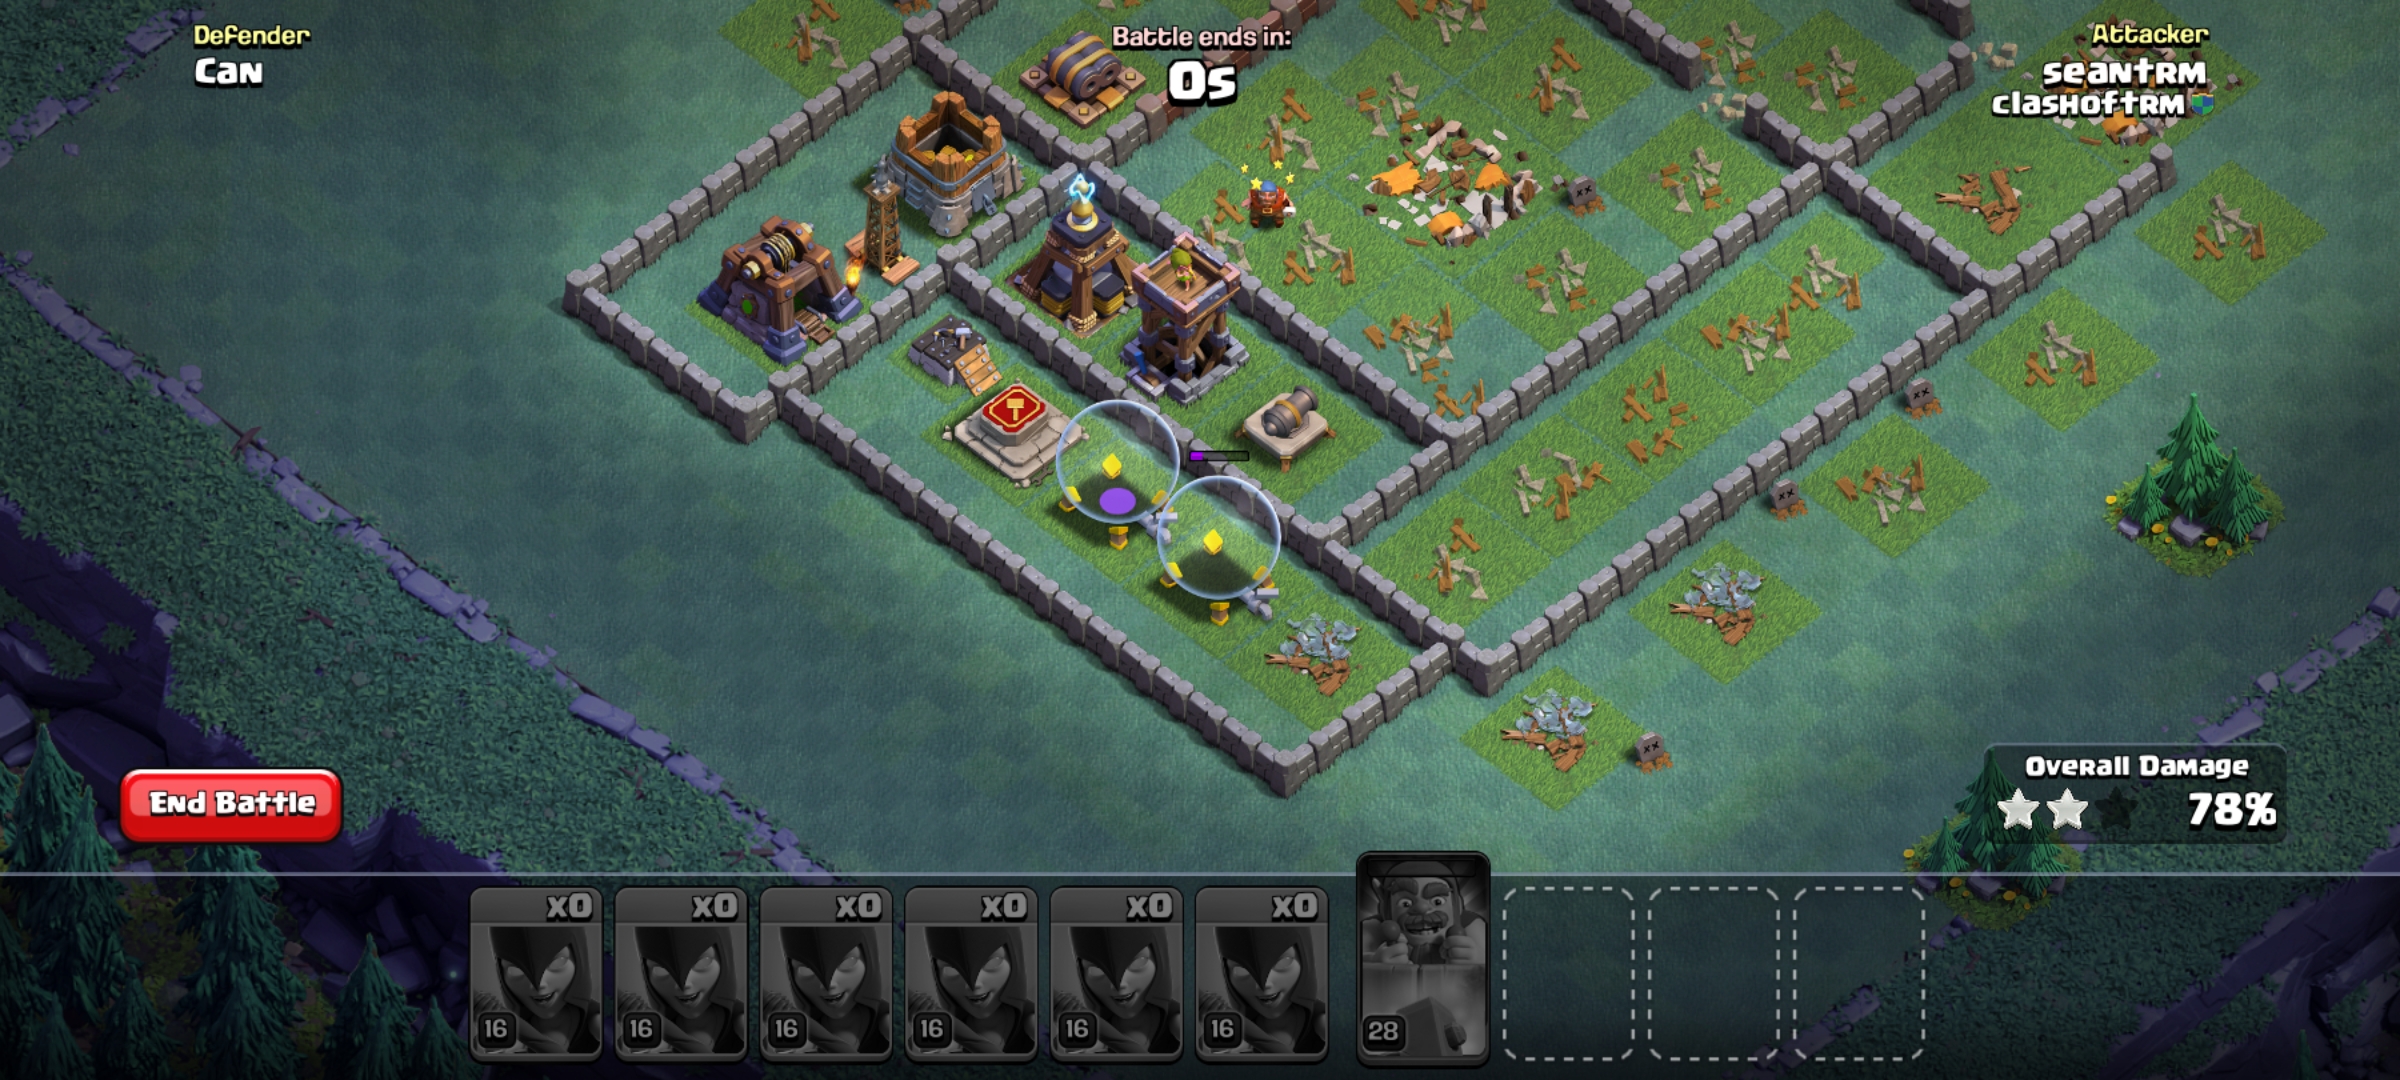 Defender
Can
Battle ends in:
0s
Attacker
seantRM
clashoftRM
End Battle
Overall Damage
78%
x0
x0
x0
x0
x0
x0
16
16
16
16
16
16
28